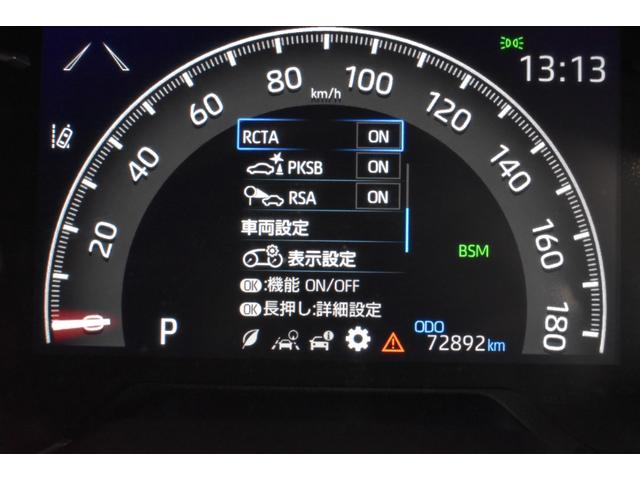 13:13
80
100
km/h
60
120
40
140
20
160
180
RCTA ON
PKSB ON
RSA ON
車両設定
表示設定
OK:機能 ON/OFF
OK長押し:詳細設定
BSM
P
ODO
72892 km